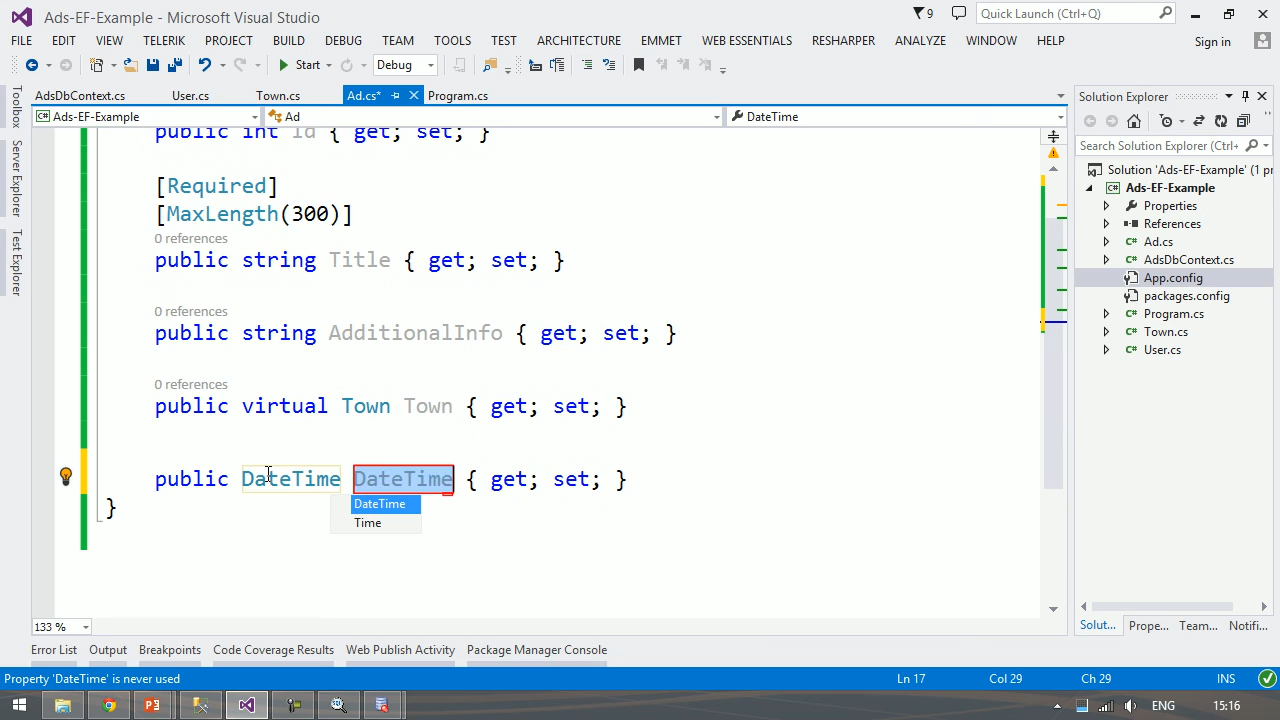 Ads-EF-Example - Microsoft Visual Studio
9
Quick Launch (Ctrl+Q)
FILE EDIT VIEW TELERIK PROJECT BUILD DEBUG TEAM TOOLS TEST ARCHITECTURE EMMET WEB ESSENTIALS RESHARPER ANALYZE WINDOW HELP
Sign in
Start Debug
Toolbox
Server Explorer
Test Explorer
AdsDbContext.cs User.cs Town.cs Ad.cs* Program.cs
Ads-EF-Example Ad DateTime
public int Id { get; set; }
[Required]
[MaxLength(300)]
0 references
public string Title { get; set; }
0 references
public string AdditionalInfo { get; set; }
0 references
public virtual Town Town { get; set; }
public DateTime DateTime { get; set; }
DateTime
Time
}
133 %
Solution Explorer
Search Solution Explorer (Ctrl+
Solution 'Ads-EF-Example' (1 pr
Ads-EF-Example
Properties
References
Ad.cs
AdsDbContext.cs
App.config
packages.config
Program.cs
Town.cs
User.cs
Solut... Prope... Team... Notifi...
Error List Output Breakpoints Code Coverage Results Web Publish Activity Package Manager Console
Property 'DateTime' is never used Ln 17 Col 29 Ch 29 INS
ENG 15:16